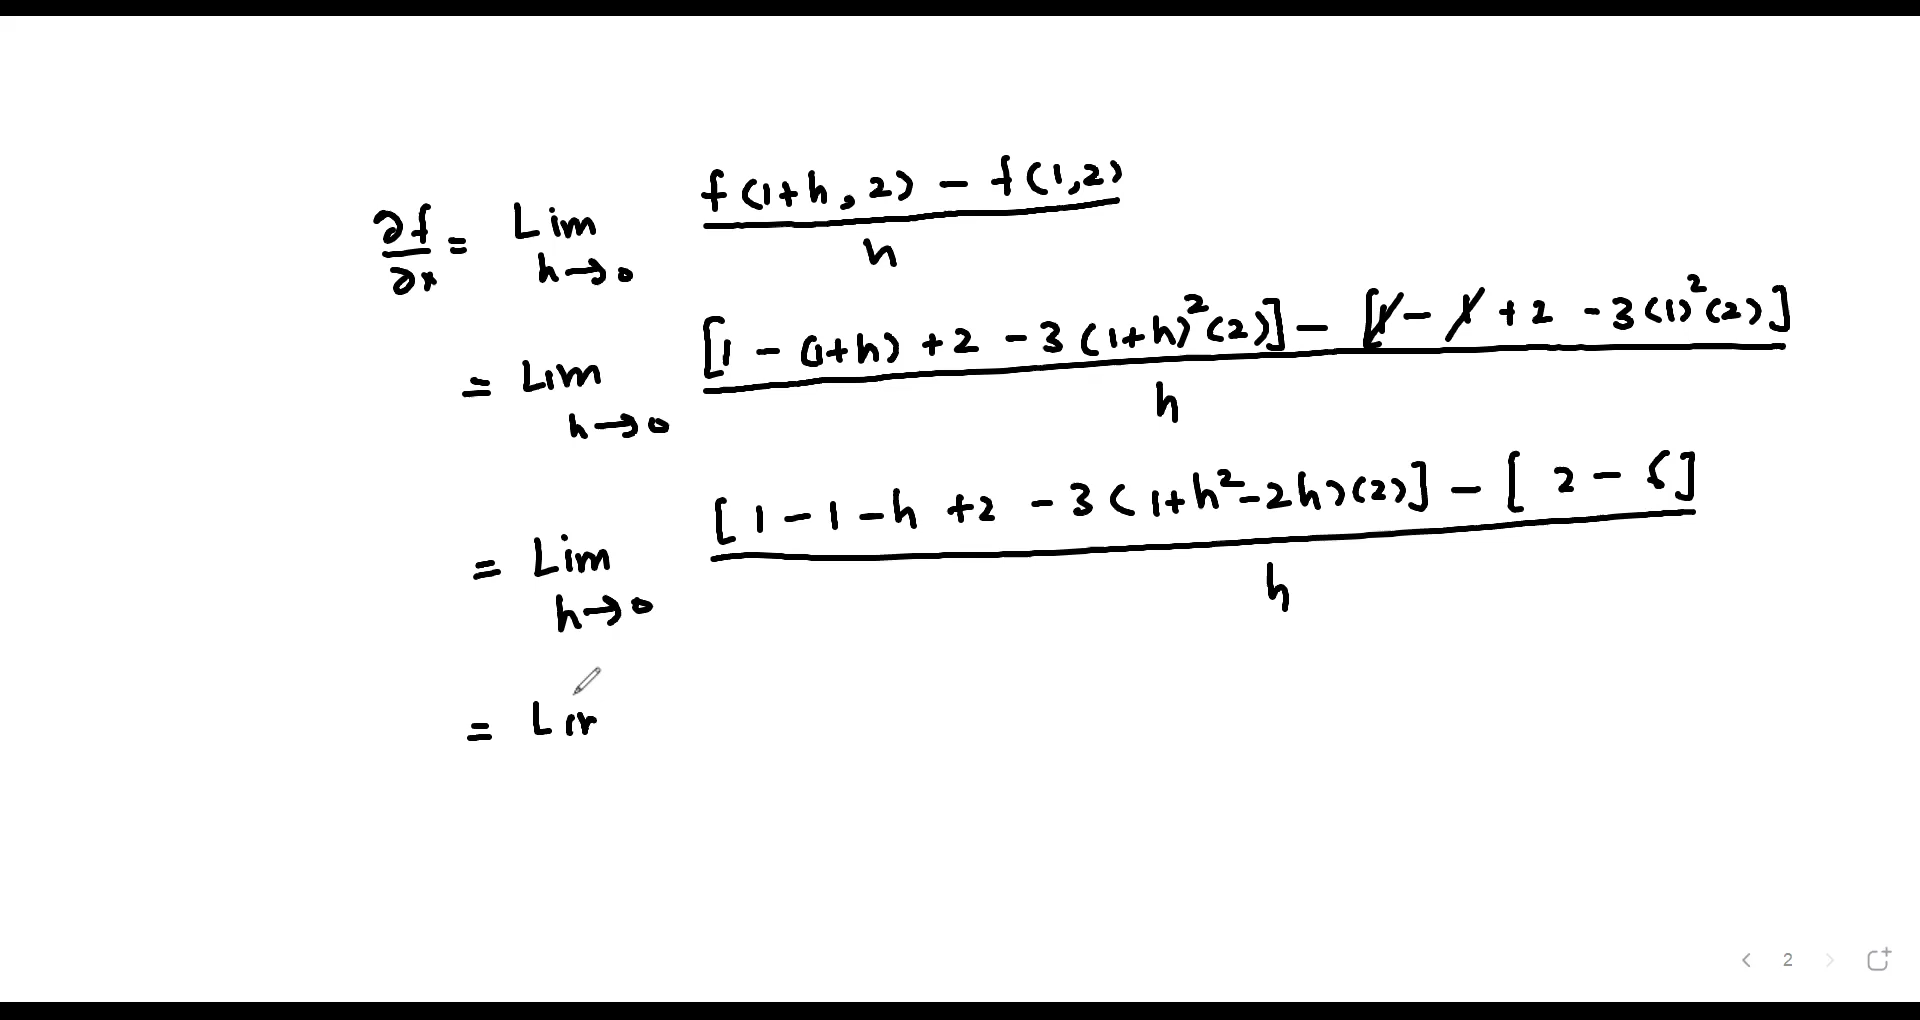 ∂f/∂x = Lim h→0 f(1+h, 2) − f(1,2) / h
= Lim h→0 [1 − (1+h) + 2 − 3(1+h)²(2)] − [1 − 1 + 2 − 3(1)²(2)] / h
= Lim h→0 [1 − 1 − h + 2 − 3(1+h²−2h)(2)] − [2 − 6] / h
= Lim
2